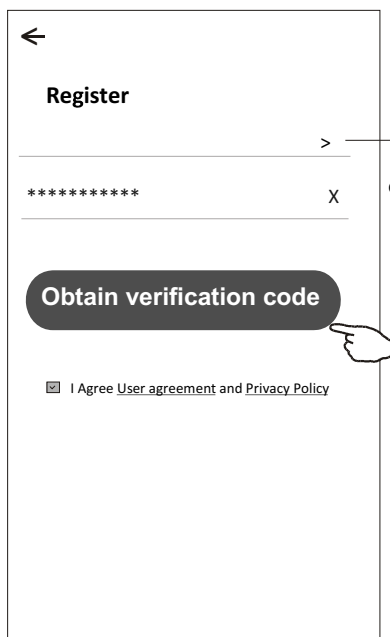 Register
>
*********** X
Obtain verification code
I Agree User agreement and Privacy Policy